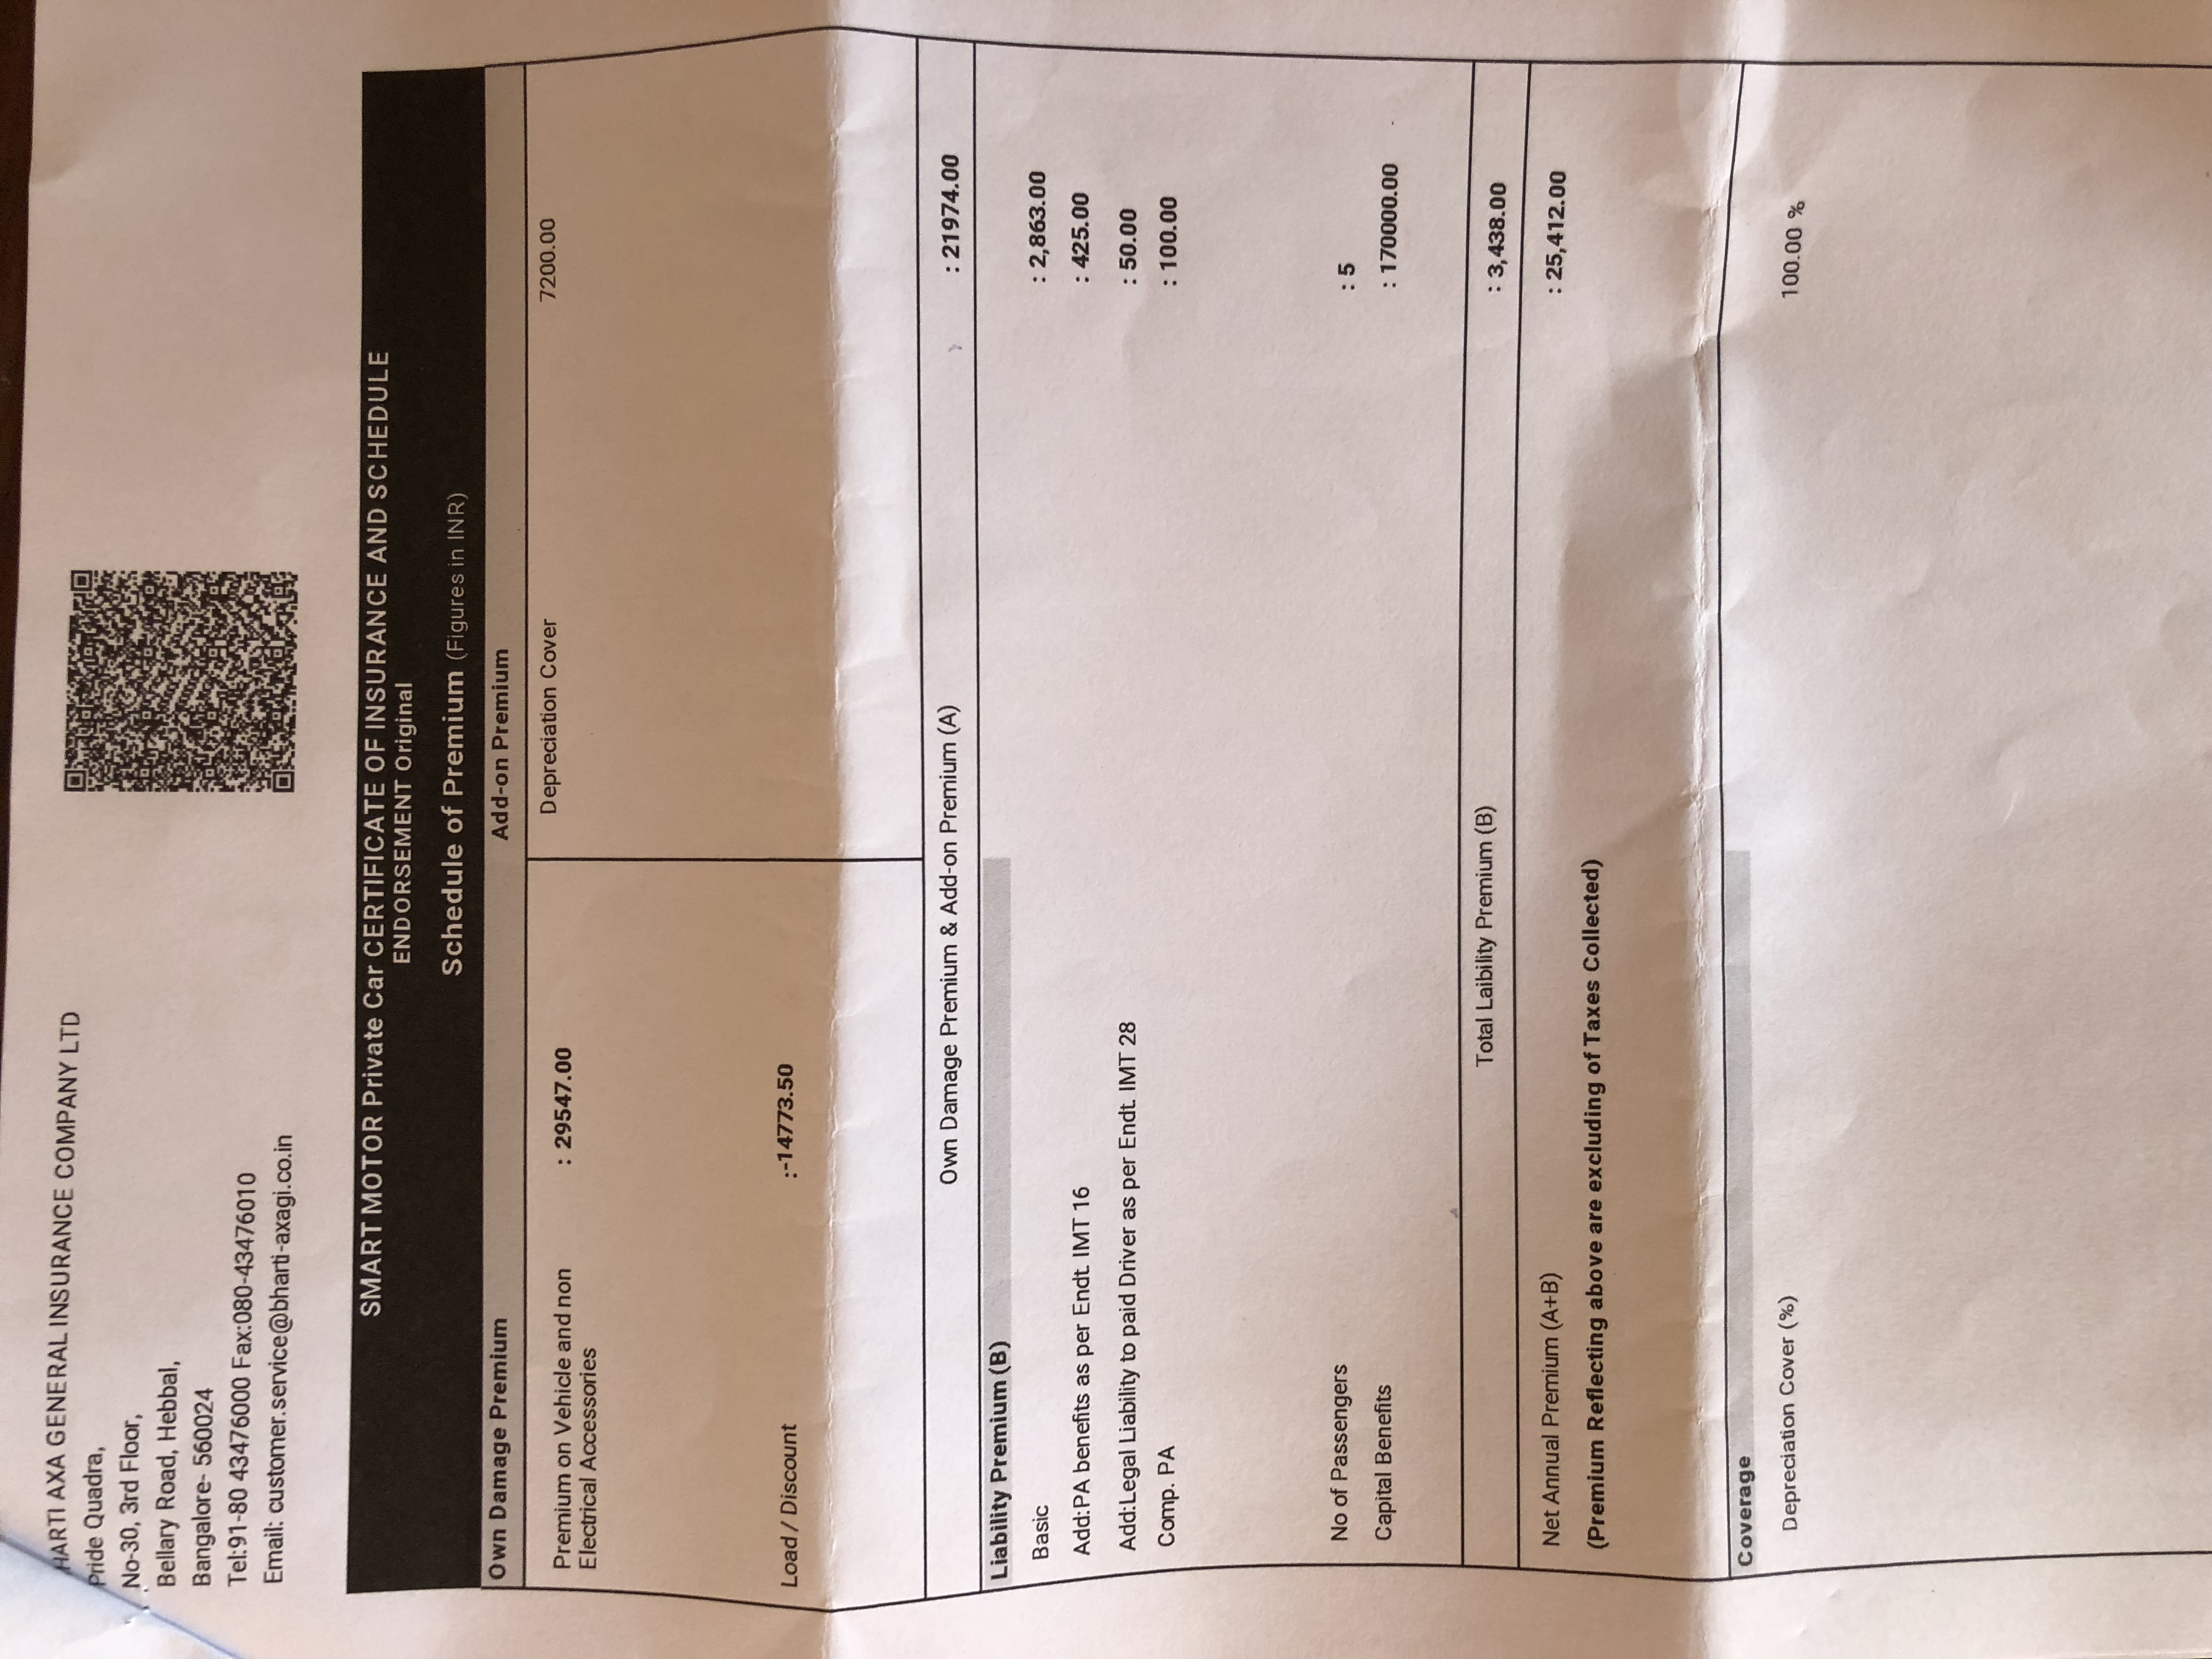 HARTI AXA GENERAL INSURANCE COMPANY LTD
Pride Quadra,
No-30, 3rd Floor,
Bellary Road, Hebbal,
Bangalore- 560024
Tel:91-80 43476000 Fax:080-43476010
Email: customer.service@bharti-axagi.co.in
SMART MOTOR Private Car CERTIFICATE OF INSURANCE AND SCHEDULE
ENDORSEMENT Original
Schedule of Premium (Figures in INR)
Own Damage Premium Add-on Premium
Premium on Vehicle and non : 29547.00 Depreciation Cover 7200.00
Electrical Accessories
Load / Discount :-14773.50
Own Damage Premium & Add-on Premium (A) : 21974.00
Liability Premium (B)
Basic : 2,863.00
Add:PA benefits as per Endt. IMT 16 : 425.00
Add:Legal Liability to paid Driver as per Endt. IMT 28 : 50.00
Comp. PA : 100.00
No of Passengers : 5
Capital Benefits : 170000.00
Total Laibility Premium (B) : 3,438.00
Net Annual Premium (A+B) : 25,412.00
(Premium Reflecting above are excluding of Taxes Collected)
Coverage
Depreciation Cover (%) 100.00 %